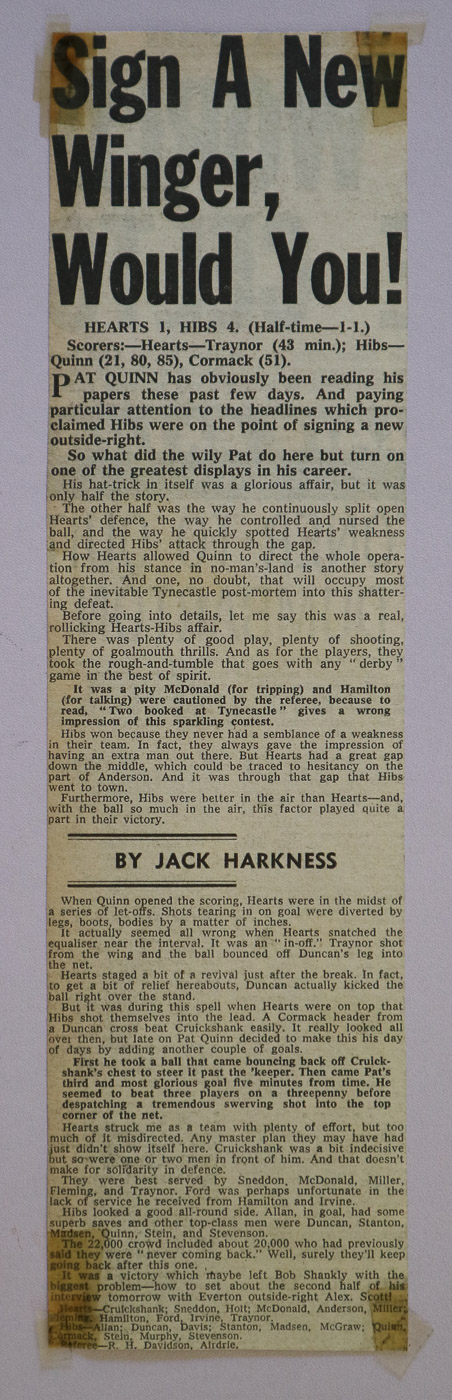 Sign A New
Winger,
Would You!
HEARTS 1, HIBS 4. (Half-time—1-1.)
Scorers:—Hearts—Traynor (43 min.); Hibs—
Quinn (21, 80, 85), Cormack (51).
PAT QUINN has obviously been reading his
papers these past few days. And paying
particular attention to the headlines which pro-
claimed Hibs were on the point of signing a new
outside-right.
So what did the wily Pat do here but turn on
one of the greatest displays in his career.
His hat-trick in itself was a glorious affair, but it was
only half the story.
The other half was the way he continuously split open
Hearts' defence, the way he controlled and nursed the
ball, and the way he quickly spotted Hearts' weakness
and directed Hibs' attack through the gap.
How Hearts allowed Quinn to direct the whole opera-
tion from his stance in no-man's-land is another story
altogether. And one, no doubt, that will occupy most
of the inevitable Tynecastle post-mortem into this shatter-
ing defeat.
Before going into details, let me say this was a real,
rollicking Hearts-Hibs affair.
There was plenty of good play, plenty of shooting,
plenty of goalmouth thrills. And as for the players, they
took the rough-and-tumble that goes with any "derby"
game in the best of spirit.
It was a pity McDonald (for tripping) and Hamilton
(for talking) were cautioned by the referee, because to
read, "Two booked at Tynecastle" gives a wrong
impression of this sparkling contest.
Hibs won because they never had a semblance of a weakness
in their team. In fact, they always gave the impression of
having an extra man out there. But Hearts had a great gap
down the middle, which could be traced to hesitancy on the
part of Anderson. And it was through that gap that Hibs
went to town.
Furthermore, Hibs were better in the air than Hearts—and,
with the ball so much in the air, this factor played quite a
part in their victory.
BY JACK HARKNESS
When Quinn opened the scoring, Hearts were in the midst of
a series of let-offs. Shots tearing in on goal were diverted by
legs, boots, bodies by a matter of inches.
It actually seemed all wrong when Hearts snatched the
equaliser near the interval. It was an "in-off." Traynor shot
from the wing and the ball bounced off Duncan's leg into
the net.
Hearts staged a bit of a revival just after the break. In fact,
to get a bit of relief hereabouts, Duncan actually kicked the
ball right over the stand.
But it was during this spell when Hearts were on top that
Hibs shot themselves into the lead. A Cormack header from
a Duncan cross beat Cruickshank easily. It really looked all
over then, but late on Pat Quinn decided to make this his day
of days by adding another couple of goals.
First he took a ball that came bouncing back off Cruick-
shank's chest to steer it past the 'keeper. Then came Pat's
third and most glorious goal five minutes from time. He
seemed to beat three players on a threepenny before
despatching a tremendous swerving shot into the top
corner of the net.
Hearts struck me as a team with plenty of effort, but too
much of it misdirected. Any master plan they may have had
just didn't show itself here. Cruickshank was a bit indecisive
but so were one or two men in front of him. And that doesn't
make for solidarity in defence.
They were best served by Sneddon, McDonald, Miller,
Fleming, and Traynor. Ford was perhaps unfortunate in the
lack of service he received from Hamilton and Irvine.
Hibs looked a good all-round side. Allan, in goal, had some
superb saves and other top-class men were Duncan, Stanton,
Madsen, Quinn, Stein, and Stevenson.
The 22,000 crowd included about 20,000 who had previously
said they were "never coming back." Well, surely they'll keep
going back after this one.
It was a victory which maybe left Bob Shankly with the
biggest problem—how to set about the second half of his
interview tomorrow with Everton outside-right Alex. Scott!
Hearts—Cruickshank; Sneddon, Holt; McDonald, Anderson, Miller;
Fleming, Hamilton, Ford, Irvine, Traynor.
Hibs—Allan; Duncan, Davis; Stanton, Madsen, McGraw; Quinn,
Cormack, Stein, Murphy, Stevenson.
Referee—R. H. Davidson, Airdrie.